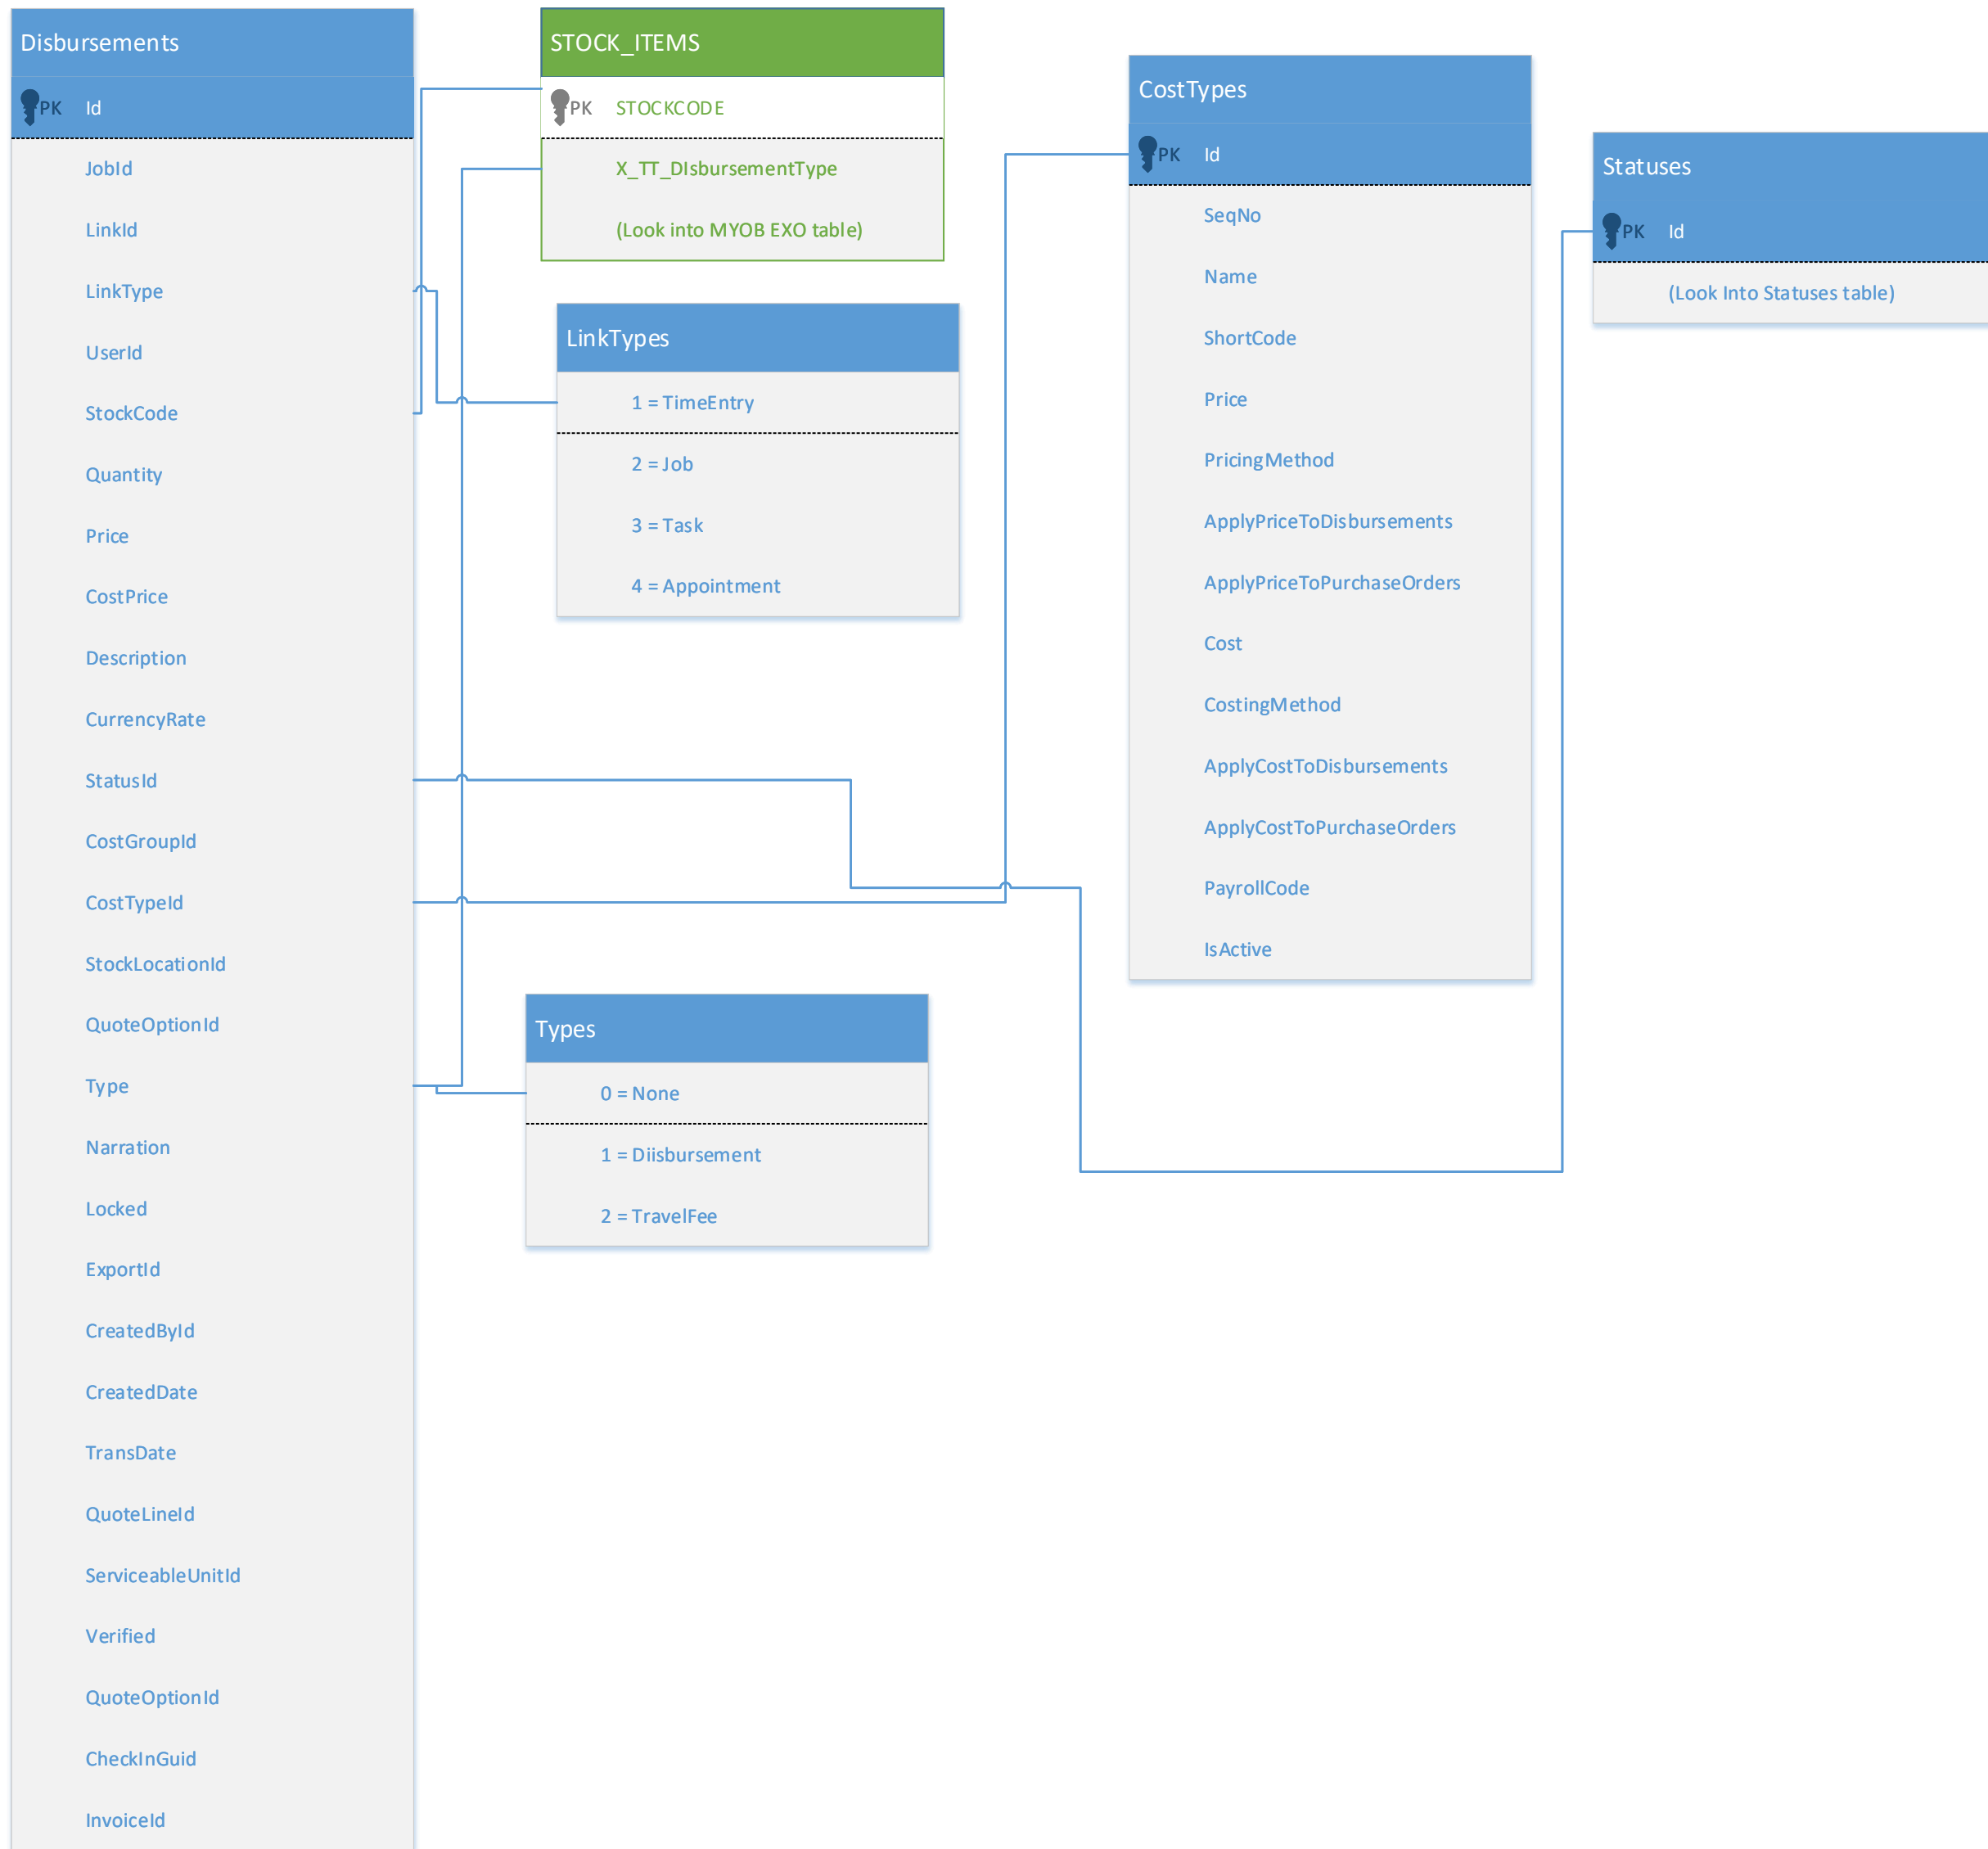 Disbursements
PK Id
JobId
LinkId
LinkType
UserId
StockCode
Quantity
Price
CostPrice
Description
CurrencyRate
StatusId
CostGroupId
CostTypeId
StockLocationId
QuoteOptionId
Type
Narration
Locked
ExportId
CreatedById
CreatedDate
TransDate
QuoteLineId
ServiceableUnitId
Verified
QuoteOptionId
CheckInGuid
InvoiceId
STOCK_ITEMS
PK STOCKCODE
X_TT_DIsbursementType
(Look into MYOB EXO table)
LinkTypes
1 = TimeEntry
2 = Job
3 = Task
4 = Appointment
Types
0 = None
1 = Diisbursement
2 = TravelFee
CostTypes
PK Id
SeqNo
Name
ShortCode
Price
PricingMethod
ApplyPriceToDisbursements
ApplyPriceToPurchaseOrders
Cost
CostingMethod
ApplyCostToDisbursements
ApplyCostToPurchaseOrders
PayrollCode
IsActive
Statuses
PK Id
(Look Into Statuses table)